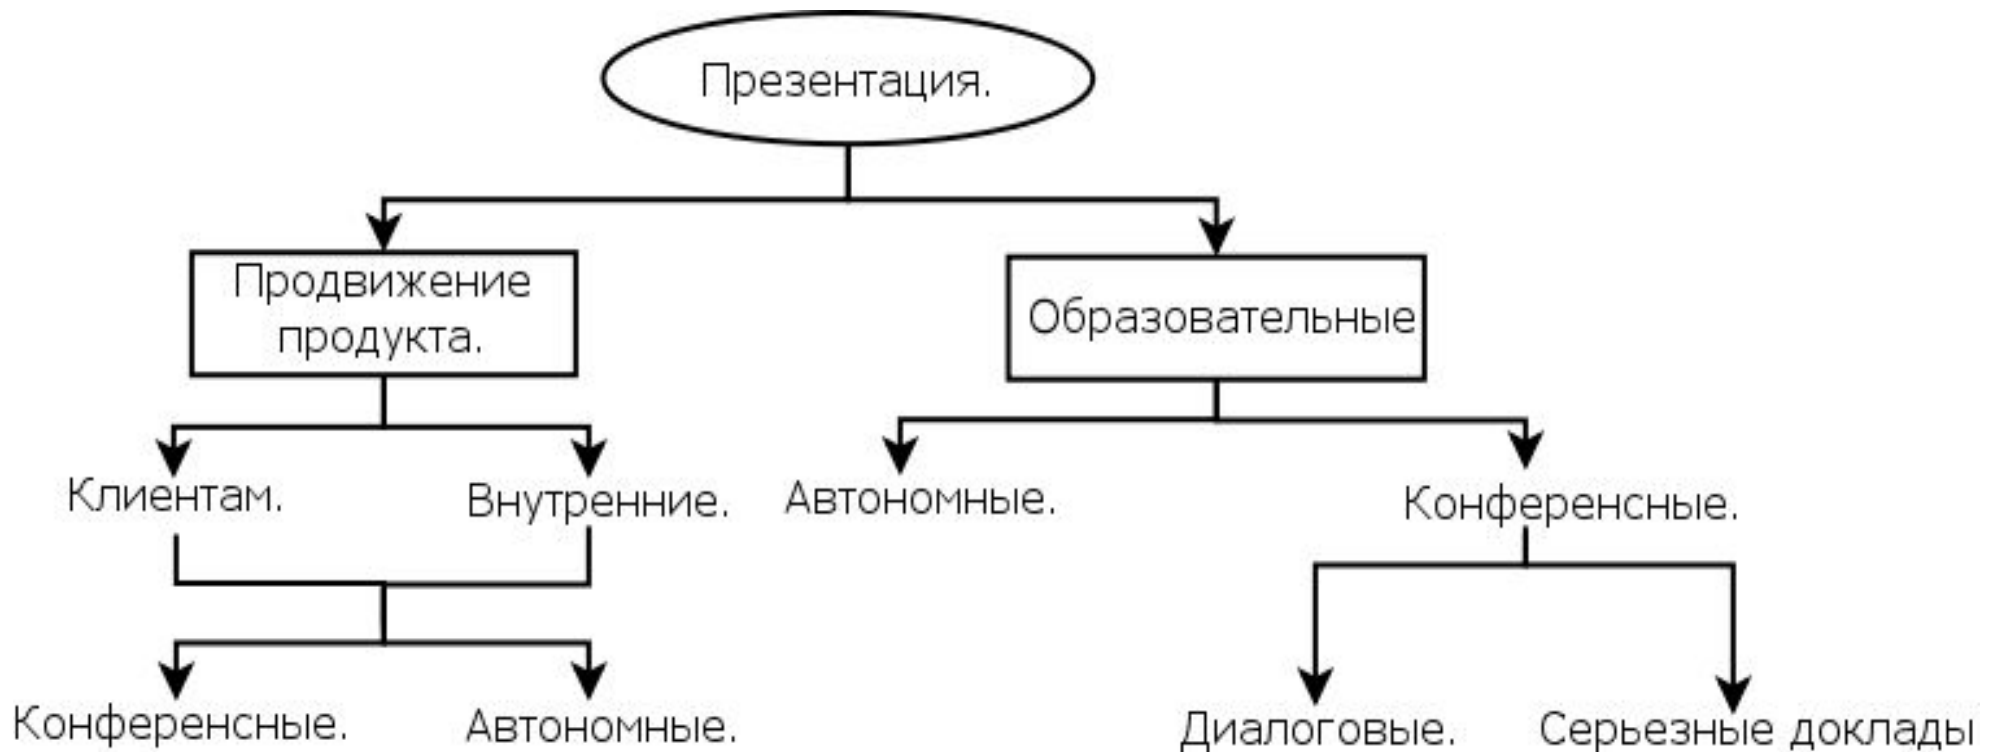 Презентация.
Продвижение
продукта.
Образовательные
Клиентам.
Внутренние.
Автономные.
Конференсные.
Конференсные.
Автономные.
Диалоговые.
Серьезные доклады